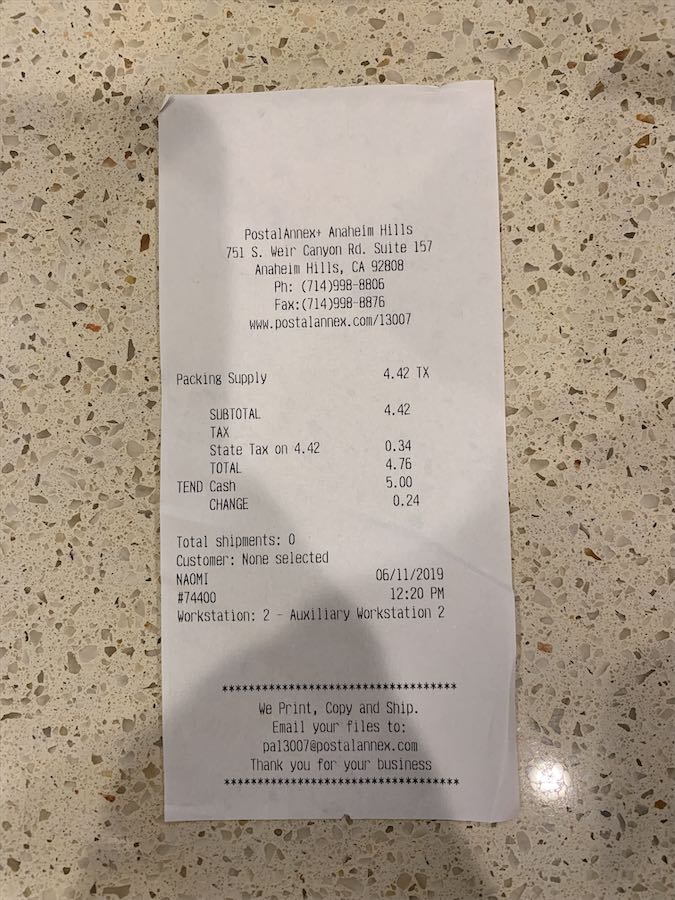 PostalAnnex+ Anaheim Hills
751 S. Weir Canyon Rd. Suite 157
Anaheim Hills, CA 92808
Ph: (714)998-8806
Fax:(714)998-8876
www.postalannex.com/13007
Packing Supply 4.42 TX
SUBTOTAL 4.42
TAX
State Tax on 4.42 0.34
TOTAL 4.76
TEND Cash 5.00
CHANGE 0.24
Total shipments: 0
Customer: None selected
NAOMI 06/11/2019
#74400 12:20 PM
Workstation: 2 - Auxiliary Workstation 2
***********************************
We Print, Copy and Ship.
Email your files to:
pa13007@postalannex.com
Thank you for your business
***********************************